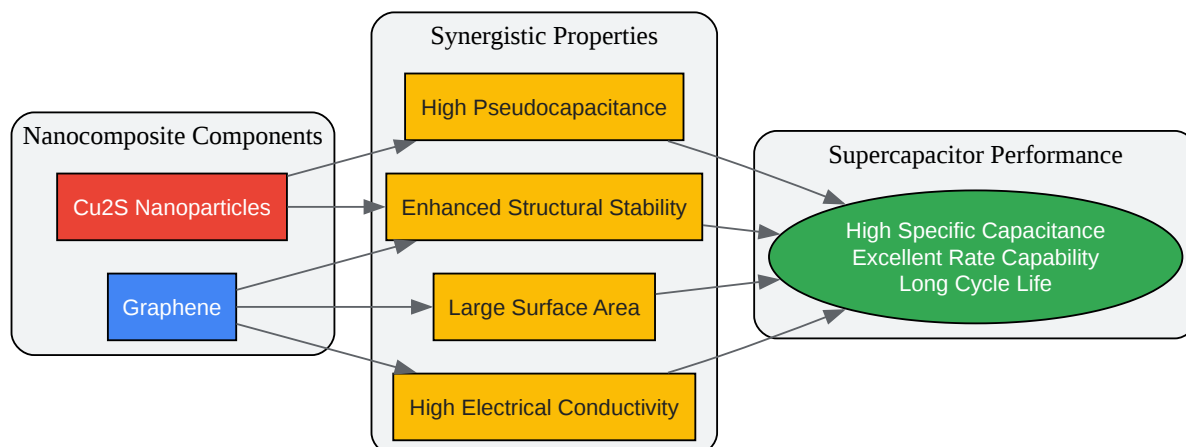 Nanocomposite Components
Cu2S Nanoparticles
Graphene
Synergistic Properties
High Pseudocapacitance
Enhanced Structural Stability
Large Surface Area
High Electrical Conductivity
Supercapacitor Performance
High Specific Capacitance
Excellent Rate Capability
Long Cycle Life